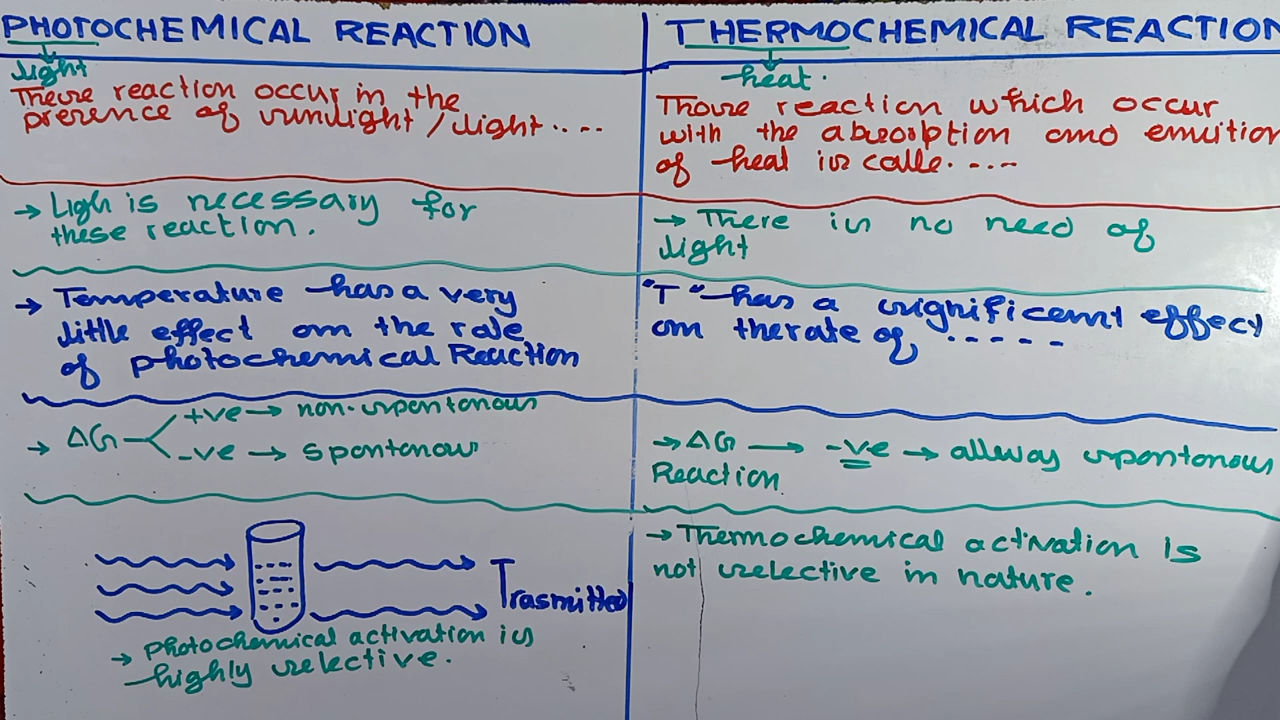 PHOTOCHEMICAL REACTION
light
These reaction occur in the
presence of sunlight/light....
→ Ligh is necessary for
these reaction.
→ Temperature has a very
little effect on the rate
of photochemical Reaction
→ ΔG +ve → non-spontonous
-ve → spontonous
Trasmitted
→ photochemical activation is
highly selective.
THERMOCHEMICAL REACTION
heat.
Those reaction which occur
with the absorption and emistion
of heat is calle.....
→ There is no need of
light
"T" has a significent effecy
on therate of .....
→ ΔG → -ve → allway spontonous
Reaction.
→ Thermochemical activation is
not selective in nature.